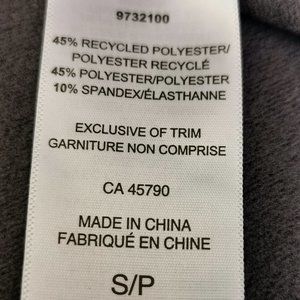 9732100
45% RECYCLED POLYESTER/
POLYESTER RECYCLÉ
45% POLYESTER/POLYESTER
10% SPANDEX/ÉLASTHANNE
EXCLUSIVE OF TRIM
GARNITURE NON COMPRISE
CA 45790
MADE IN CHINA
FABRIQUÉ EN CHINE
S/P